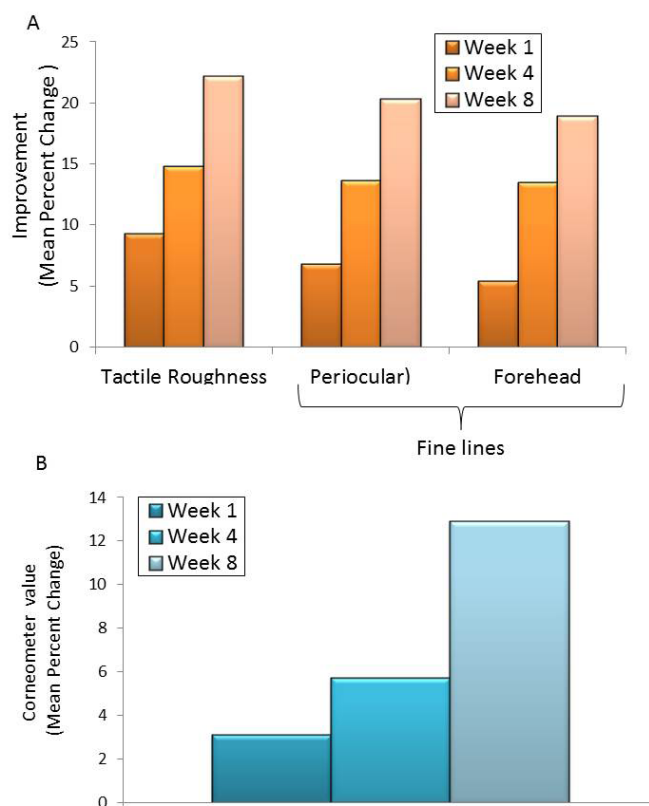 A
25
20
15
10
5
0
Improvement
(Mean Percent Change )
Week 1
Week 4
Week 8
Tactile Roughness
Periocular)
Forehead
Fine lines
B
14
12
10
8
6
4
2
0
Corneometer value
(Mean Percent Change)
Week 1
Week 4
Week 8